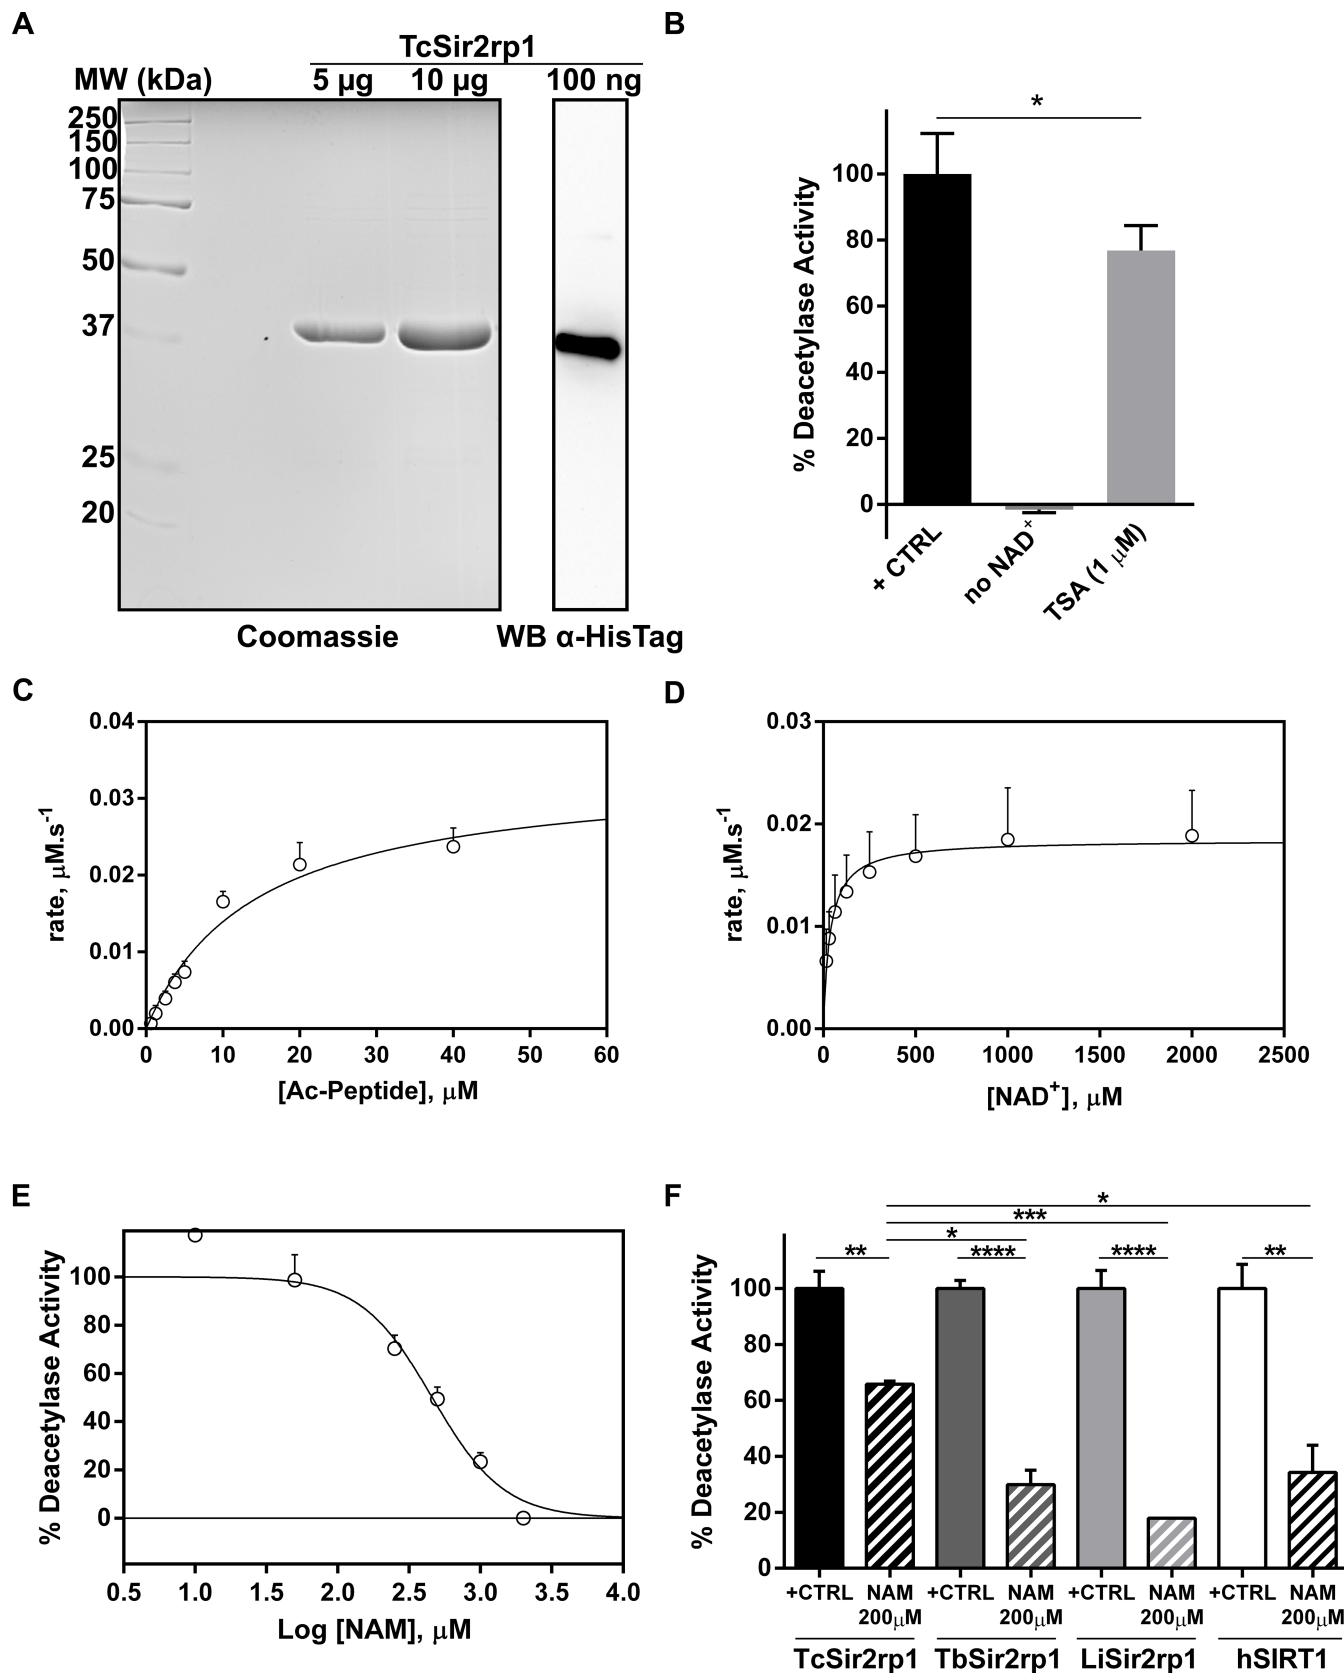 A
TcSir2rp1
MW (kDa) 5 µg 10 µg 100 ng
250
150
100
75
50
37
25
20
Coomassie WB α-HisTag
B
*
% Deacetylase Activity
100
80
60
40
20
0
+ CTRL
no NAD⁺
TSA (1 µM)
C
rate, µM.s⁻¹
0.04
0.03
0.02
0.01
0.00
0 10 20 30 40 50 60
[Ac-Peptide], µM
D
rate, µM.s⁻¹
0.03
0.02
0.01
0.00
0 500 1000 1500 2000 2500
[NAD⁺], µM
E
% Deacetylase Activity
100
80
60
40
20
0
0.5 1.0 1.5 2.0 2.5 3.0 3.5 4.0
Log [NAM], µM
F
*
***
*
** **** **** **
% Deacetylase Activity
100
80
60
40
20
0
+CTRL NAM +CTRL NAM +CTRL NAM +CTRL NAM
200µM 200µM 200µM 200µM
TcSir2rp1 TbSir2rp1 LiSir2rp1 hSIRT1